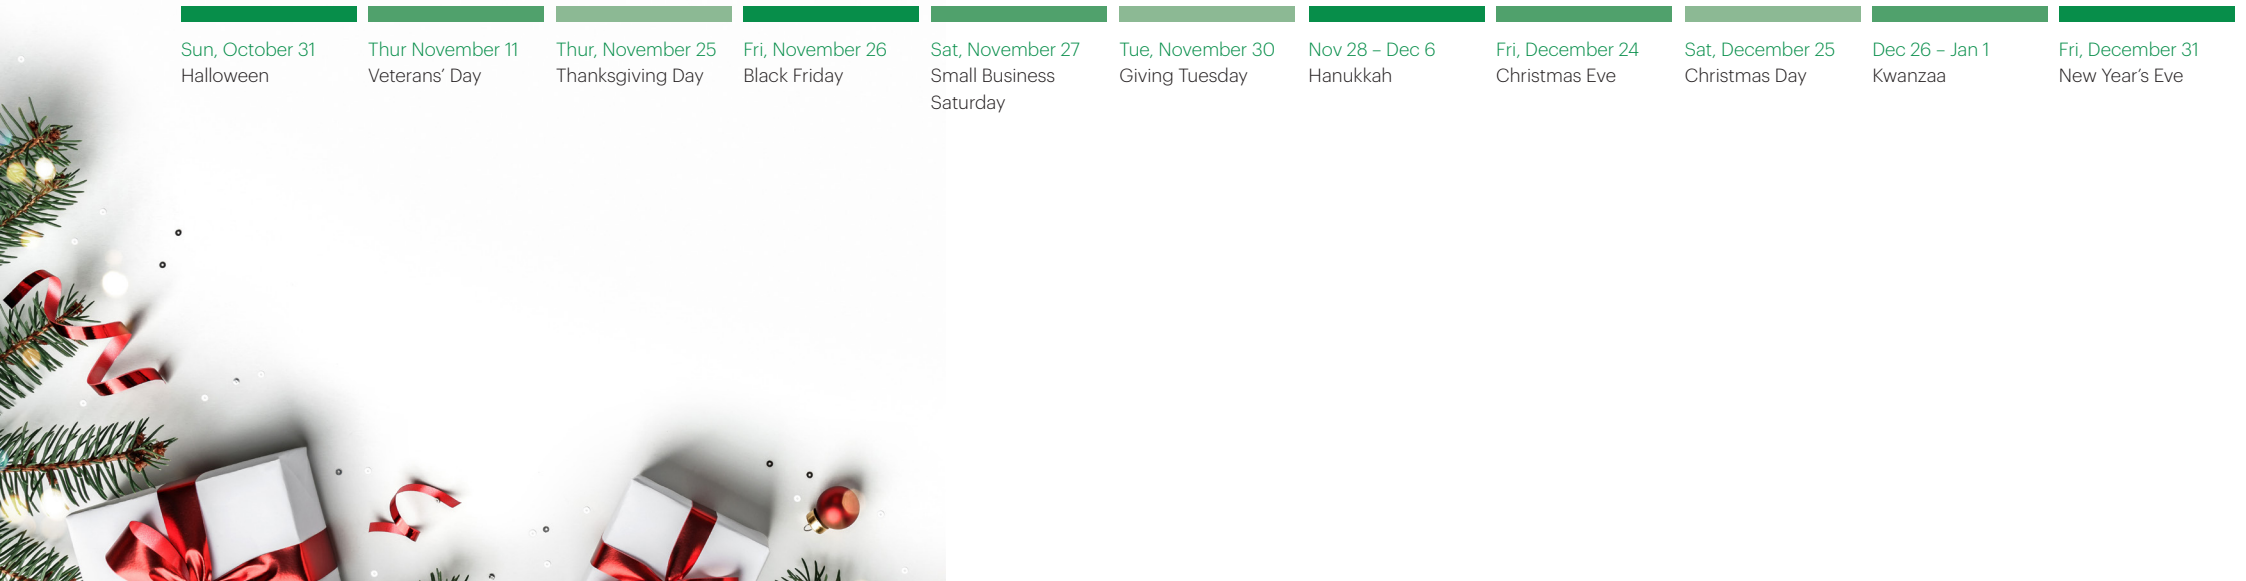 Sun, October 31
Halloween
Thur November 11
Veterans’ Day
Thur, November 25
Thanksgiving Day
Fri, November 26
Black Friday
Sat, November 27
Small Business
Saturday
Tue, November 30
Giving Tuesday
Nov 28 – Dec 6
Hanukkah
Fri, December 24
Christmas Eve
Sat, December 25
Christmas Day
Dec 26 – Jan 1
Kwanzaa
Fri, December 31
New Year’s Eve